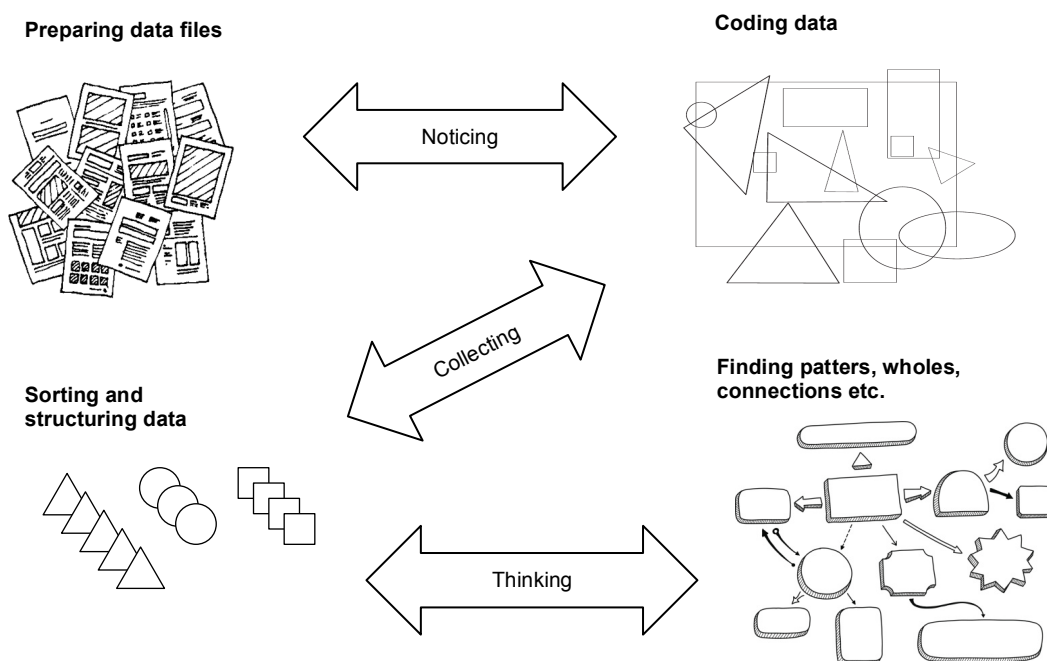 Preparing data files
Coding data
Noticing
Collecting
Sorting and
structuring data
Finding patters, wholes,
connections etc.
Thinking